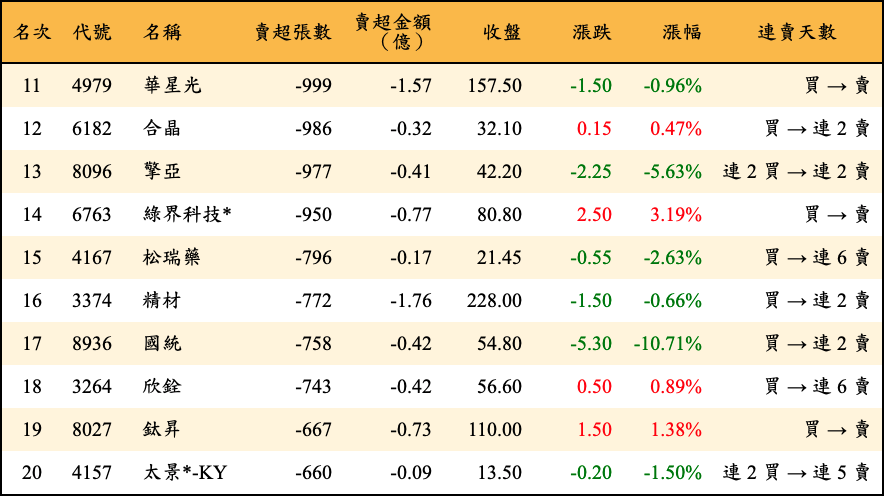 名次 代號 名稱 賣超張數 賣超金額（億） 收盤 漲跌 漲幅 連賣天數
11 4979 華星光 -999 -1.57 157.50 -1.50 -0.96% 買→賣
12 6182 合晶 -986 -0.32 32.10 0.15 0.47% 買→連2賣
13 8096 擎亞 -977 -0.41 42.20 -2.25 -5.63% 連2買→連2賣
14 6763 綠界科技* -950 -0.77 80.80 2.50 3.19% 買→賣
15 4167 松瑞藥 -796 -0.17 21.45 -0.55 -2.63% 買→連6賣
16 3374 精材 -772 -1.76 228.00 -1.50 -0.66% 買→連2賣
17 8936 國統 -758 -0.42 54.80 -5.30 -10.71% 買→連2賣
18 3264 欣銓 -743 -0.42 56.60 0.50 0.89% 買→連6賣
19 8027 鈦昇 -667 -0.73 110.00 1.50 1.38% 買→賣
20 4157 太景*-KY -660 -0.09 13.50 -0.20 -1.50% 連2買→連5賣